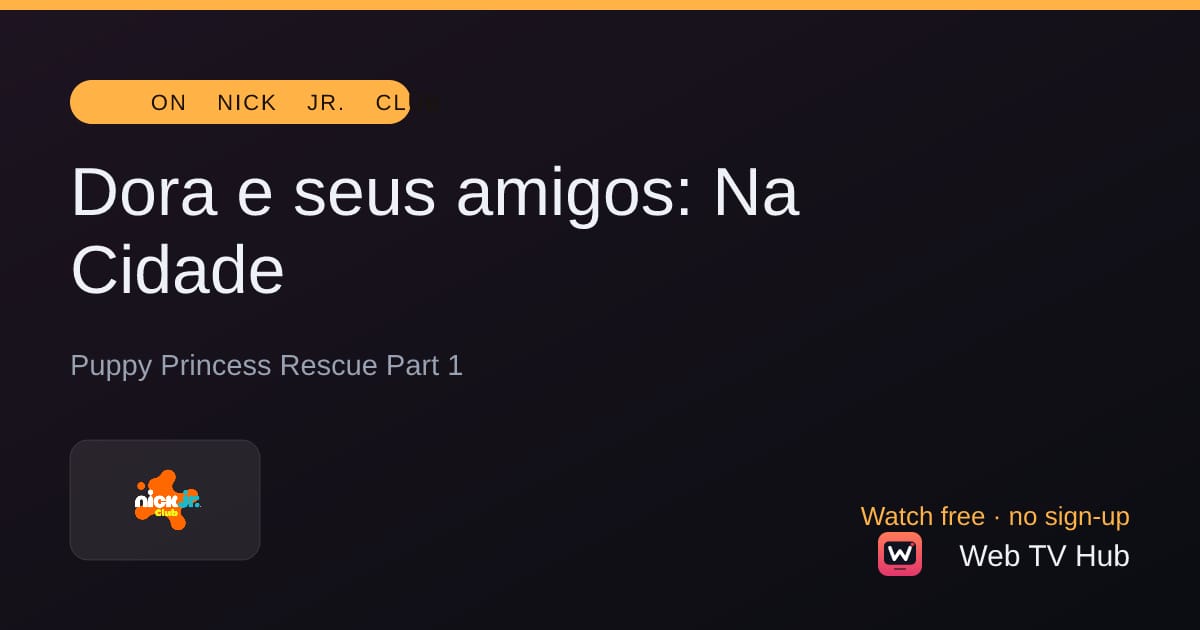 ON NICK JR. CLUB
Dora e seus amigos: Na
Cidade
Puppy Princess Rescue Part 1
nick jr.
Club
Watch free · no sign-up
W
Web TV Hub